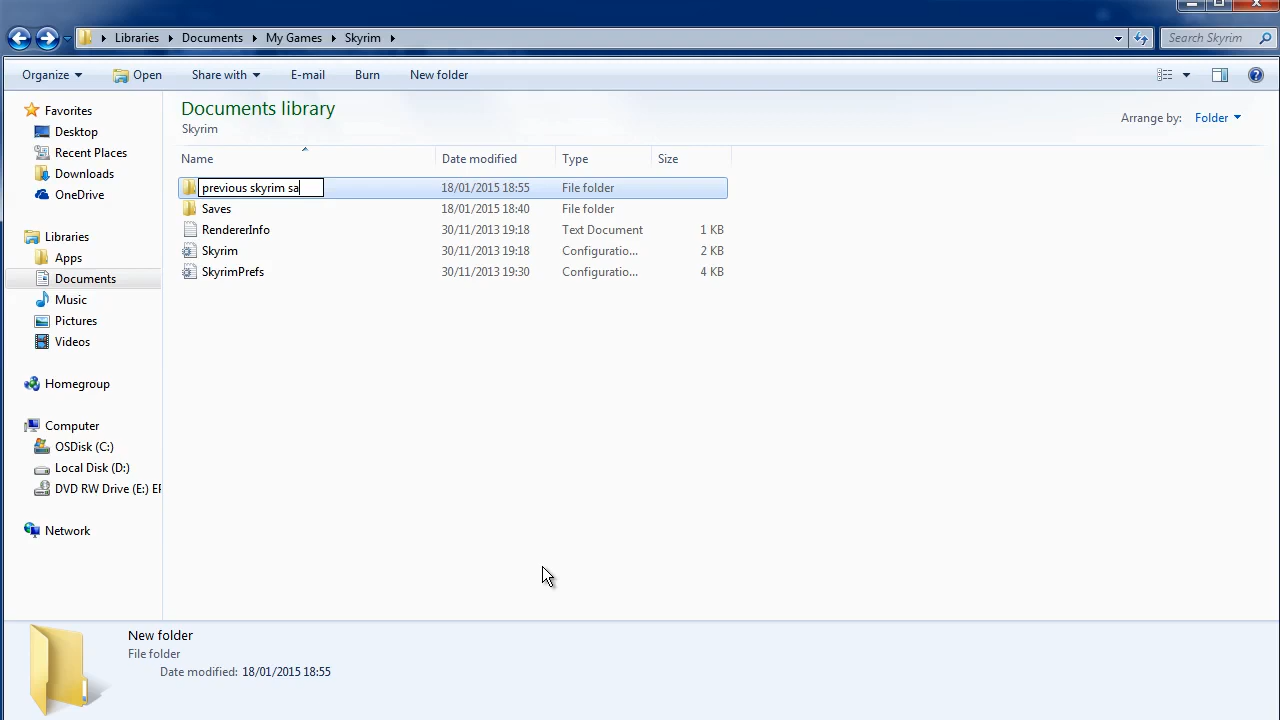 Libraries Documents My Games Skyrim Search Skyrim
Organize Open Share with E-mail Burn New folder
Favorites
Desktop
Recent Places
Downloads
OneDrive
Libraries
Apps
Documents
Music
Pictures
Videos
Homegroup
Computer
OSDisk (C:)
Local Disk (D:)
DVD RW Drive (E:) EF
Network
Documents library
Skyrim
Arrange by: Folder
Name Date modified Type Size
previous skyrim sa 18/01/2015 18:55 File folder
Saves 18/01/2015 18:40 File folder
RendererInfo 30/11/2013 19:18 Text Document 1 KB
Skyrim 30/11/2013 19:18 Configuratio... 2 KB
SkyrimPrefs 30/11/2013 19:30 Configuratio... 4 KB
New folder
File folder
Date modified: 18/01/2015 18:55